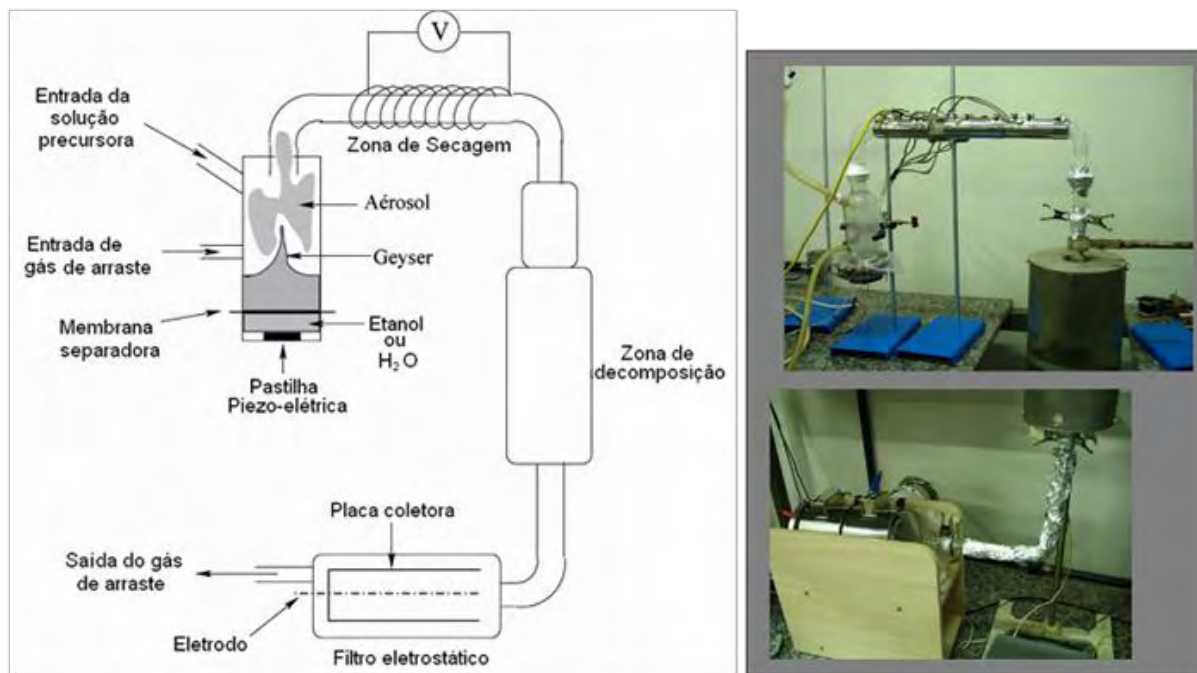 V
Entrada da
solução
precursora
Zona de Secagem
Aérosol
Entrada de
gás de arraste
Geyser
Membrana
separadora
Etanol
ou
H₂O
Pastilha
Piezo-elétrica
Zona de
decomposição
Placa coletora
Saída do gás
de arraste
Eletrodo
Filtro eletrostático